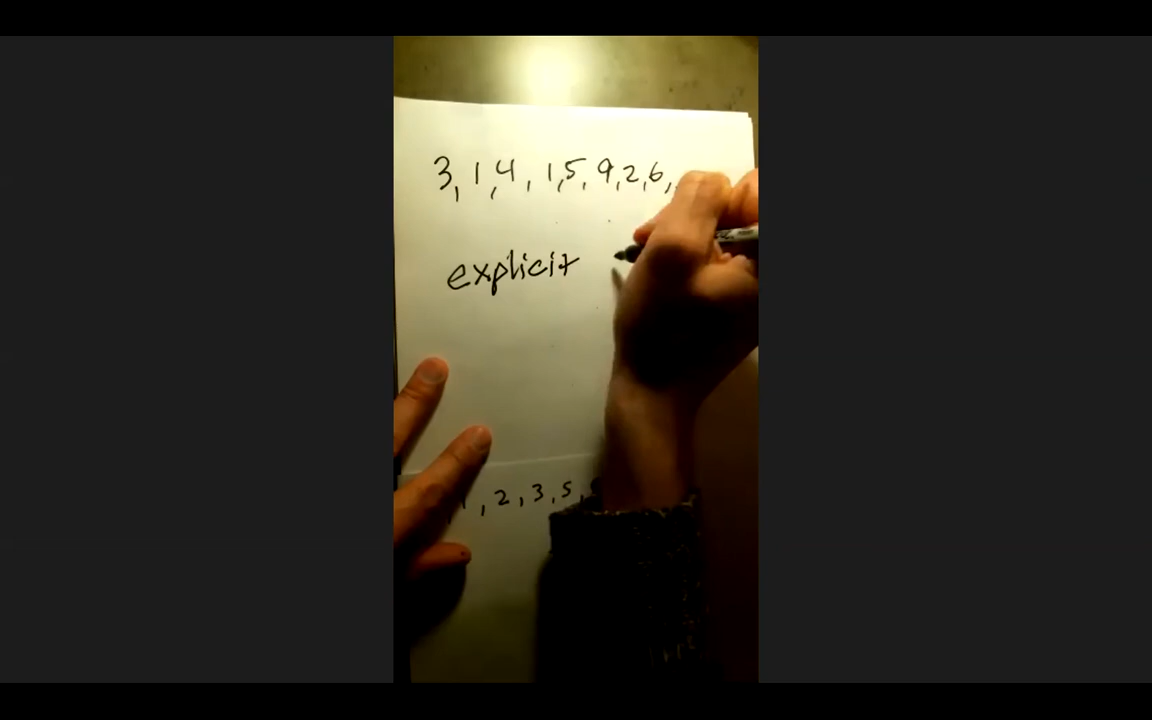 3, 1, 4, 1, 5, 9, 2, 6,
explicit
1, 2, 3, 5,